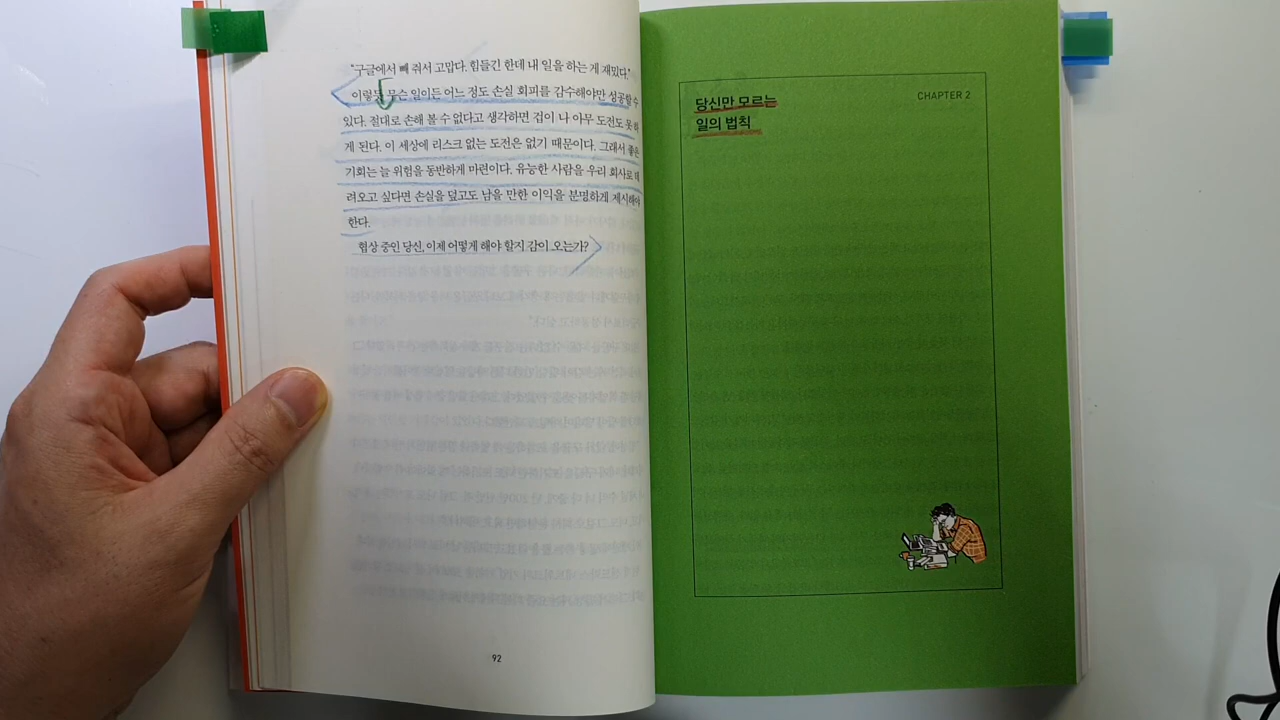 "구글에서 빼 줘서 고맙다. 힘들긴 한데 내 일을 하는 게 재밌다."
이렇듯 무슨 일이든 어느 정도 손실 회피를 감수해야만 성공할 수
있다. 절대로 손해 볼 수 없다고 생각하면 겁이 나 아무 도전도 못 하
게 된다. 이 세상에 리스크 없는 도전은 없기 때문이다. 그래서 좋은
기회는 늘 위험을 동반하게 마련이다. 유능한 사람을 우리 회사로 데
려오고 싶다면 손실을 덮고도 남을 만한 이익을 분명하게 제시해야
한다.
협상 중인 당신, 이제 어떻게 해야 할지 감이 오는가?
92
당신만 모르는
일의 법칙
CHAPTER 2